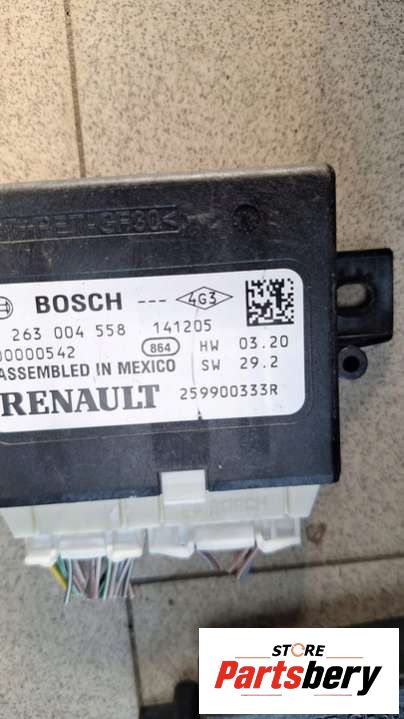 BOSCH --- 4G3
263 004 558 141205
00000542 864 HW 03.20
ASSEMBLED IN MEXICO SW 29.2
RENAULT 259900333R
STORE
Partsbery